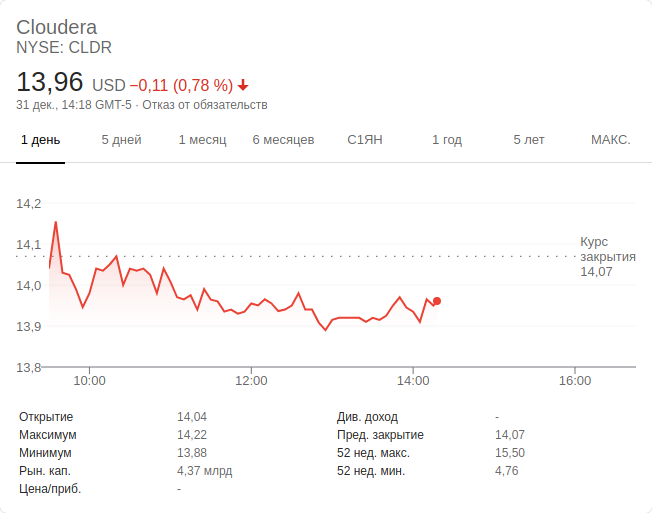 Cloudera
NYSE: CLDR
13,96 USD −0,11 (0,78 %)
31 дек., 14:18 GMT-5 · Отказ от обязательств
1 день 5 дней 1 месяц 6 месяцев С1ЯН 1 год 5 лет МАКС.
14,2
14,1
14,0
13,9
13,8
Курс
закрытия
14,07
10:00 12:00 14:00 16:00
Открытие 14,04 Див. доход -
Максимум 14,22 Пред. закрытие 14,07
Минимум 13,88 52 нед. макс. 15,50
Рын. кап. 4,37 млрд 52 нед. мин. 4,76
Цена/приб. -